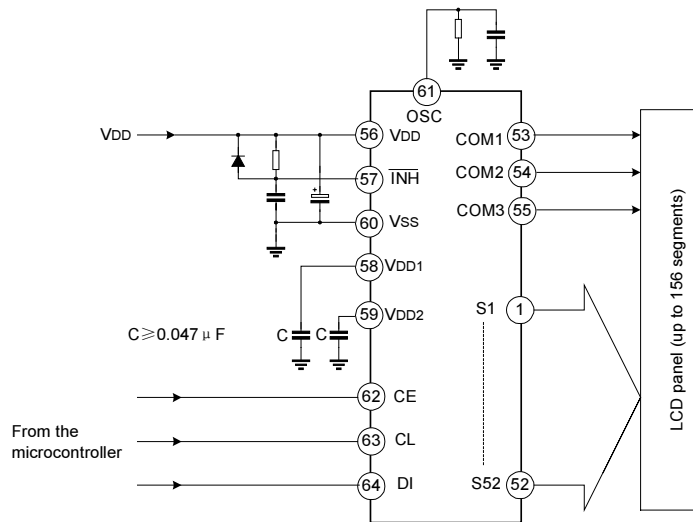 61
OSC
VDD
56
VDD
57
INH
60
VSS
58
VDD1
59
VDD2
C
C
C≥0.047 μ F
62
CE
From the
microcontroller
63
CL
64
DI
COM1
53
COM2
54
COM3
55
S1
1
S52
52
+
LCD panel (up to 156 segments)